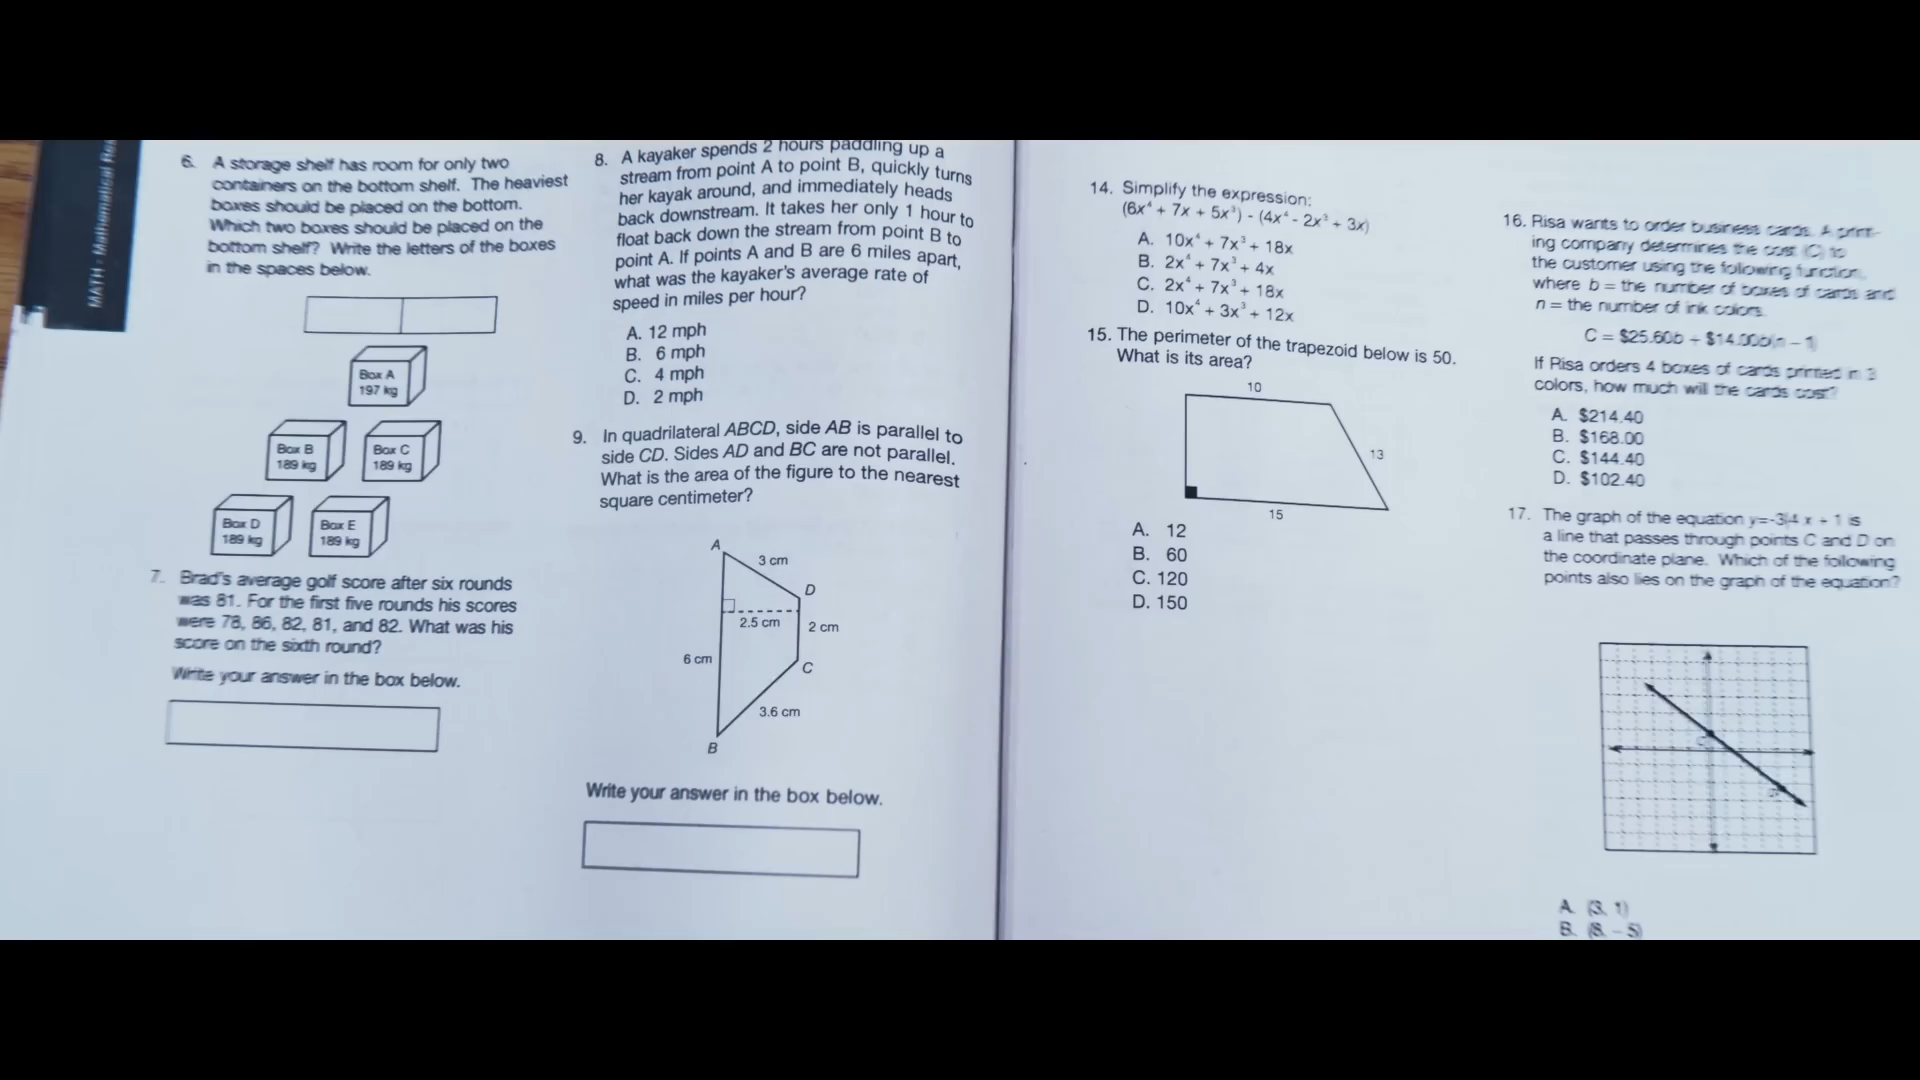 MATH - Mathematical
6. A storage shelf has room for only two
containers on the bottom shelf. The heaviest
boxes should be placed on the bottom.
Which two boxes should be placed on the
bottom shelf? Write the letters of the boxes
in the spaces below.
Box A
197 kg
Box B
189 kg
Box C
189 kg
Box D
189 kg
Box E
189 kg
7. Brad's average golf score after six rounds
was 81. For the first five rounds his scores
were 78, 86, 82, 81, and 82. What was his
score on the sixth round?
Write your answer in the box below.
8. A kayaker spends 2 hours paddling up a
stream from point A to point B, quickly turns
her kayak around, and immediately heads
back downstream. It takes her only 1 hour to
float back down the stream from point B to
point A. If points A and B are 6 miles apart,
what was the kayaker's average rate of
speed in miles per hour?
A. 12 mph
B. 6 mph
C. 4 mph
D. 2 mph
9. In quadrilateral ABCD, side AB is parallel to
side CD. Sides AD and BC are not parallel.
What is the area of the figure to the nearest
square centimeter?
A
3 cm
D
2.5 cm
2 cm
6 cm
C
3.6 cm
B
Write your answer in the box below.
14. Simplify the expression:
(6x⁴ + 7x + 5x³) - (4x⁴ - 2x³ + 3x)
A. 10x⁴ + 7x³ + 18x
B. 2x⁴ + 7x³ + 4x
C. 2x⁴ + 7x³ + 18x
D. 10x⁴ + 3x³ + 12x
15. The perimeter of the trapezoid below is 50.
What is its area?
10
13
15
A. 12
B. 60
C. 120
D. 150
16. Risa wants to order business cards. A print-
ing company determines the cost (C) to
the customer using the following function,
where b = the number of boxes of cards and
n = the number of ink colors.
C = $25.60b + $14.00b(n - 1)
If Risa orders 4 boxes of cards printed in 3
colors, how much will the cards cost?
A. $214.40
B. $168.00
C. $144.40
D. $102.40
17. The graph of the equation y=-3/4 x + 1 is
a line that passes through points C and D on
the coordinate plane. Which of the following
points also lies on the graph of the equation?
A. (3, 1)
B. (8, - 5)